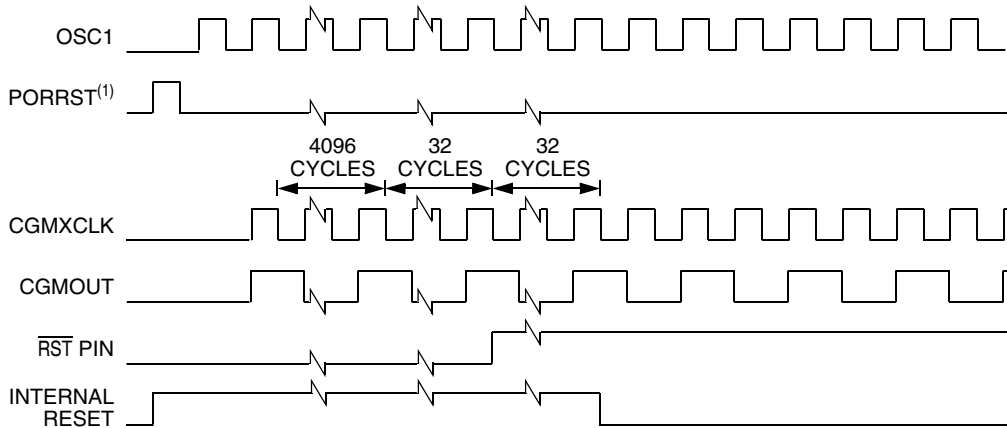 OSC1
PORRST(1)
4096
CYCLES
32
CYCLES
32
CYCLES
CGMXCLK
CGMOUT
RST PIN
INTERNAL
RESET